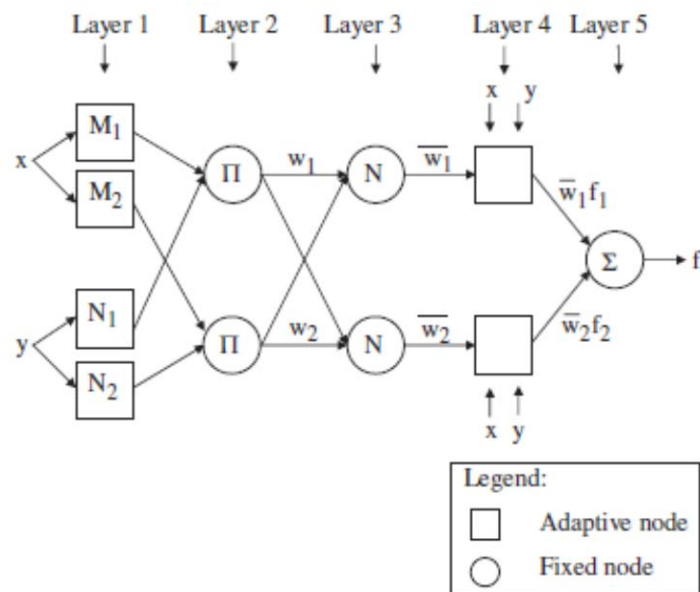 Layer 1 Layer 2 Layer 3 Layer 4 Layer 5
x y
M₁
x
M₂
Π w₁ N w̅₁
w̅₁f₁
Σ f
N₁
y
N₂
Π w₂ N w̅₂
w̅₂f₂
x y
Legend:
Adaptive node
Fixed node